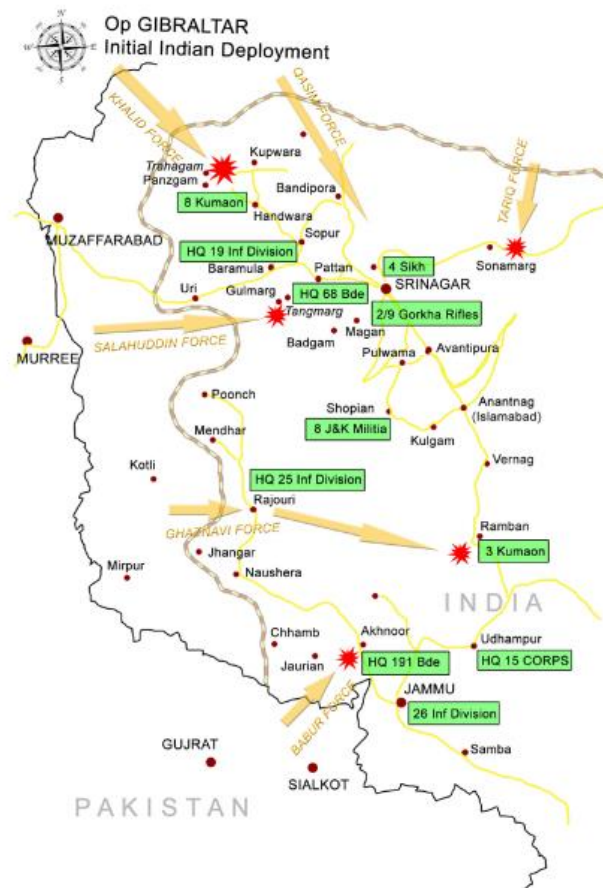 Op GIBRALTAR
Initial Indian Deployment
N
E
S
W
KHALID FORCE
QASIM FORCE
TARIQ FORCE
Kupwara
Trahagam
Panzgam
Bandipora
8 Kumaon
Handwara
MUZAFFARABAD
HQ 19 Inf Division
Sopur
4 Sikh
Sonamarg
Baramula
Pattan
SRINAGAR
Uri
Gulmarg
HQ 68 Bde
Tangmarg
2/9 Gorkha Rifles
Magan
Badgam
SALAHUDDIN FORCE
MURREE
Pulwama
Avantipura
Poonch
Shopian
Anantnag
(Islamabad)
8 J&K Militia
Kulgam
Mendhar
Vernag
Kotli
HQ 25 Inf Division
Rajouri
GHAZNAVI FORCE
Ramban
3 Kumaon
Jhangar
Mirpur
Naushera
INDIA
Chhamb
Akhnoor
Udhampur
Jaurian
HQ 191 Bde
HQ 15 CORPS
BABUR FORCE
JAMMU
26 Inf Division
GUJRAT
Samba
SIALKOT
PAKISTAN